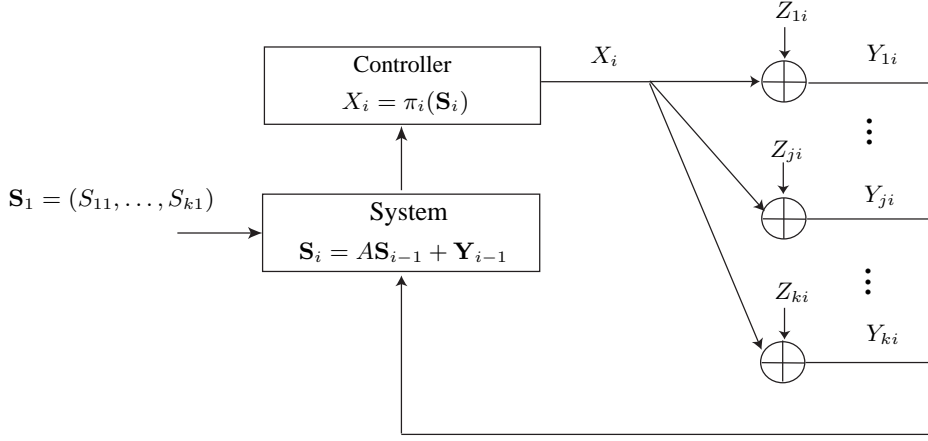 Z_{1i}
Controller
X_i = π_i(𝐒_i)
X_i
Y_{1i}
Z_{ji}
𝐒_1 = (S_{11}, . . . , S_{k1})
System
𝐒_i = A𝐒_{i−1} + 𝐘_{i−1}
Y_{ji}
Z_{ki}
Y_{ki}